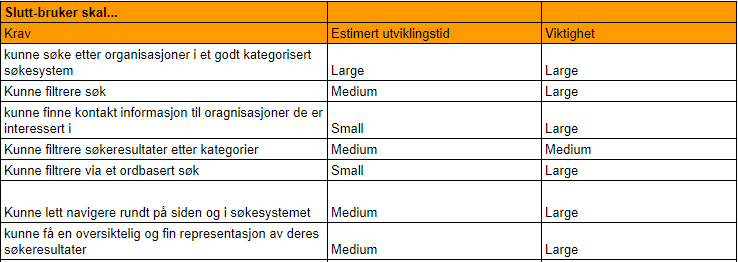 Slutt-bruker skal...
Krav Estimert utviklingstid Viktighet
kunne søke etter organisasjoner i et godt kategorisert
søkesystem Large Large
Kunne filtrere søk Medium Large
kunne finne kontakt informasjon til oragnisasjoner de er
interessert i Small Large
Kunne filtrere søkeresultater etter kategorier Medium Medium
Kunne filtrere via et ordbasert søk Small Large
Kunne lett navigere rundt på siden og i søkesystemet Medium Large
kunne få en oversiktelig og fin representasjon av deres
søkeresultater Medium Large